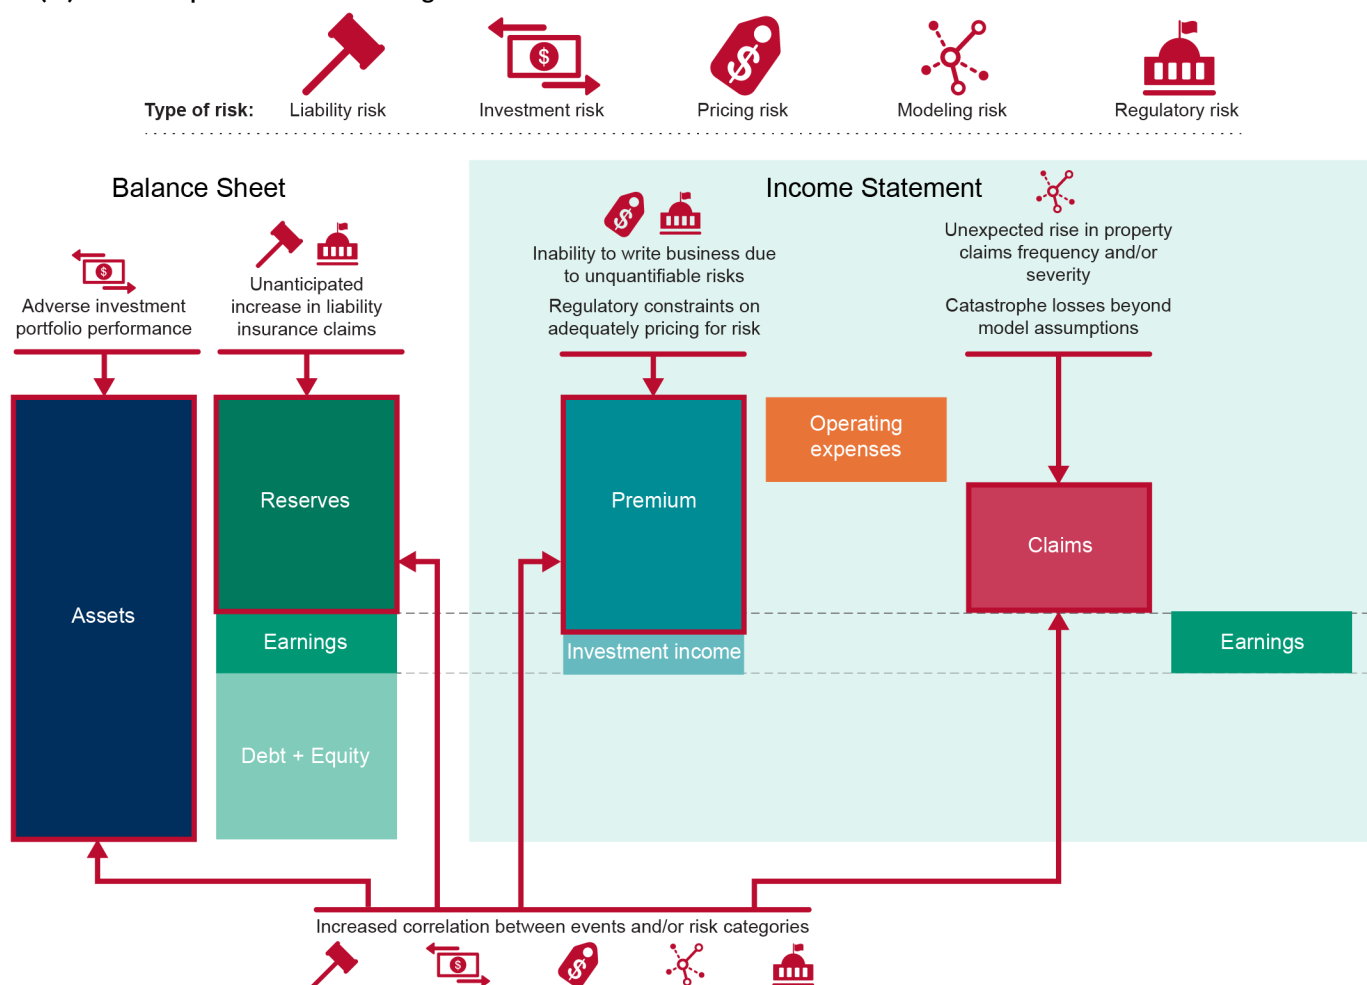 Type of risk:
Liability risk
Investment risk
Pricing risk
Modeling risk
Regulatory risk
Balance Sheet
Income Statement
Adverse investment
portfolio performance
Unanticipated
increase in liability
insurance claims
Inability to write business due
to unquantifiable risks
Regulatory constraints on
adequately pricing for risk
Unexpected rise in property
claims frequency and/or
severity
Catastrophe losses beyond
model assumptions
Assets
Reserves
Earnings
Debt + Equity
Premium
Investment income
Operating
expenses
Claims
Earnings
Increased correlation between events and/or risk categories